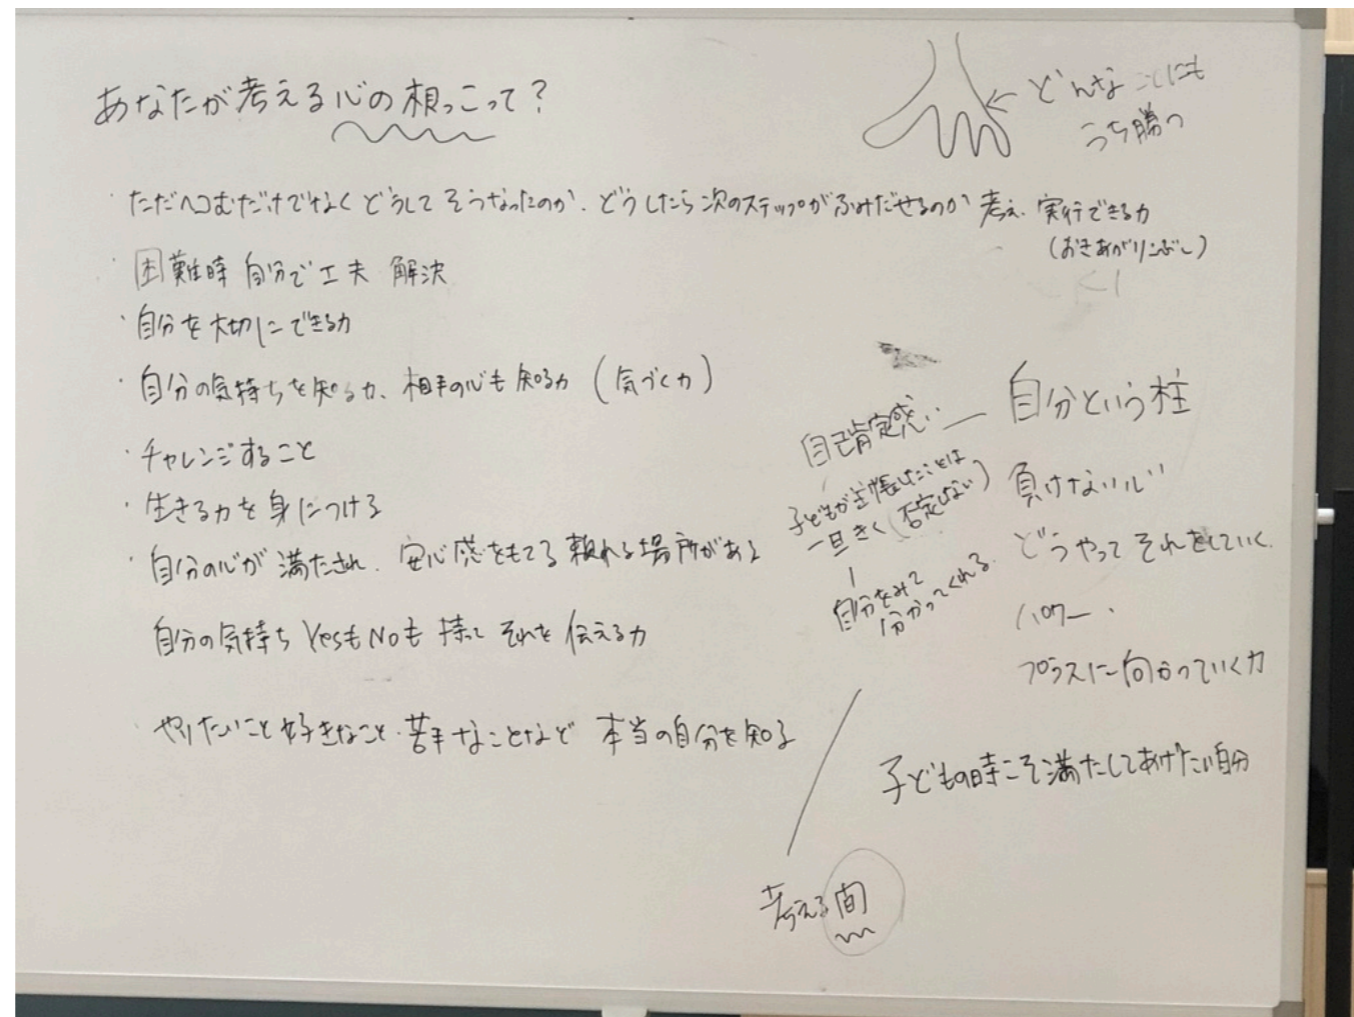 あなたが考える心の根っこって？
どんなことにも
うち勝つ
・ただヘコむだけでなくどうしてそうなったのか、どうしたら次のステップがふみだせるのか考え、実行できる力
(おきあがりこぶし)
・困難時 自分で工夫 解決
・自分を大切にできる力
・自分の気持ちを知る力、相手の心も知る力 (気づく力)
・チャレンジすること
・生きる力を身につける
・自分の心が満たされ、安心感をもてる頼れる場所がある
自分の気持ち YesもNoも持って それを伝える力
やりたいこと好きなこと・苦手なことなど 本当の自分を知る
自分という柱
自己肯定感
子どもが主張したことは
一旦きく (否定しない)
自分をみて
分かってくれる
負けない心
どうやってそれをしていく
パワー
プラスに向かっていく力
子どもの時こそ満たしてあげたい自分
考える間